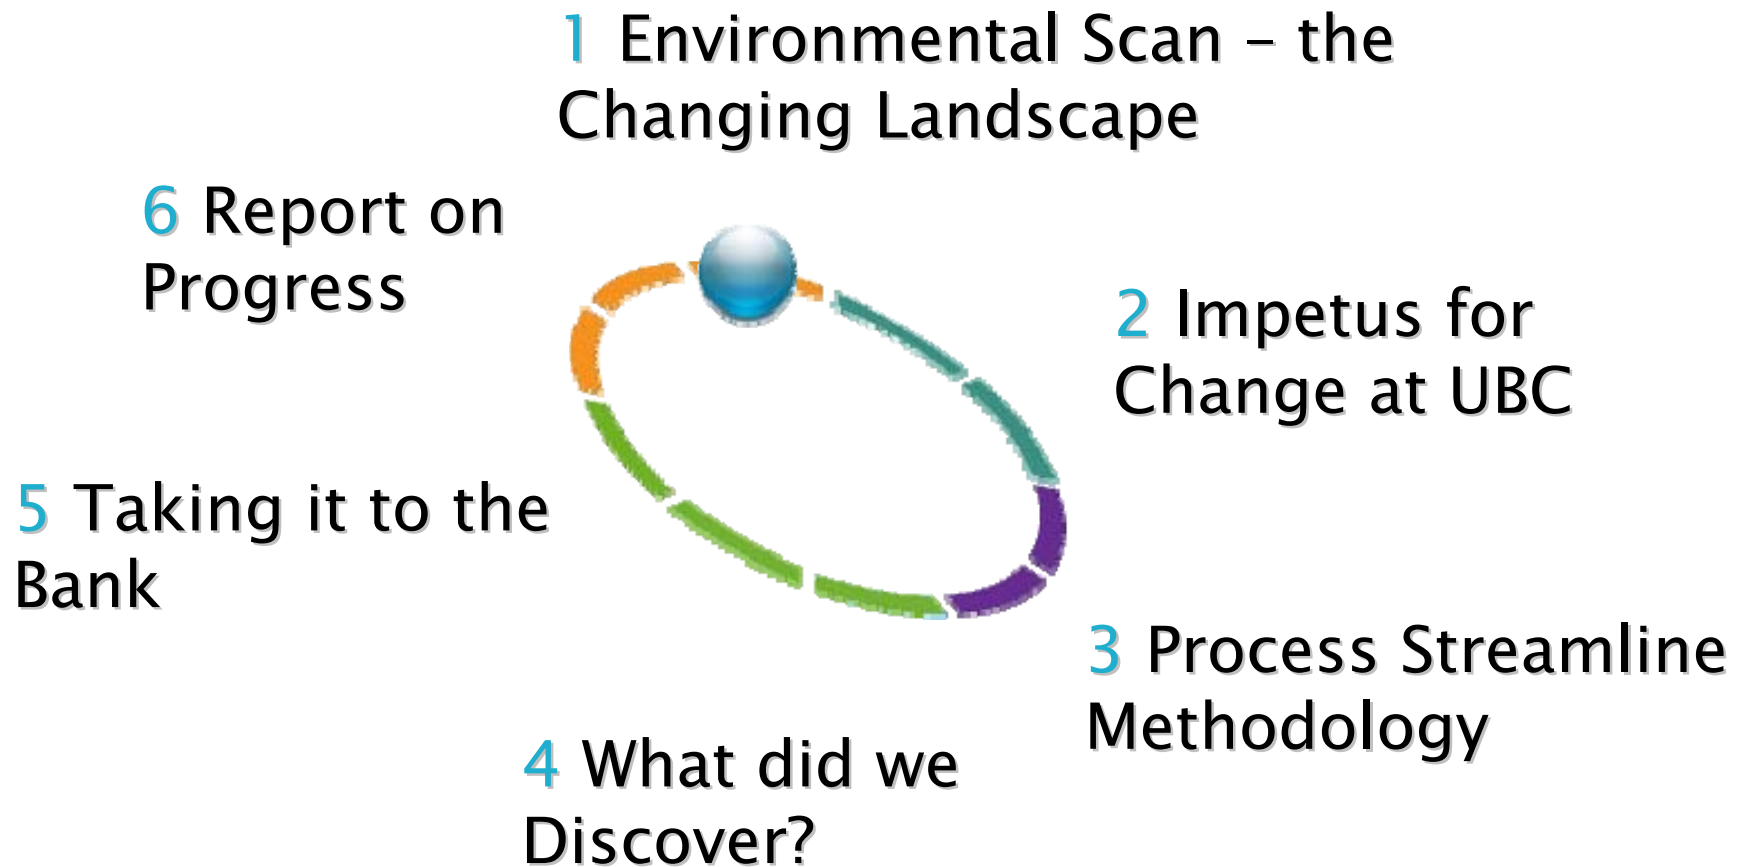 1 Environmental Scan – the
Changing Landscape
2 Impetus for
Change at UBC
3 Process Streamline
Methodology
4 What did we
Discover?
5 Taking it to the
Bank
6 Report on
Progress